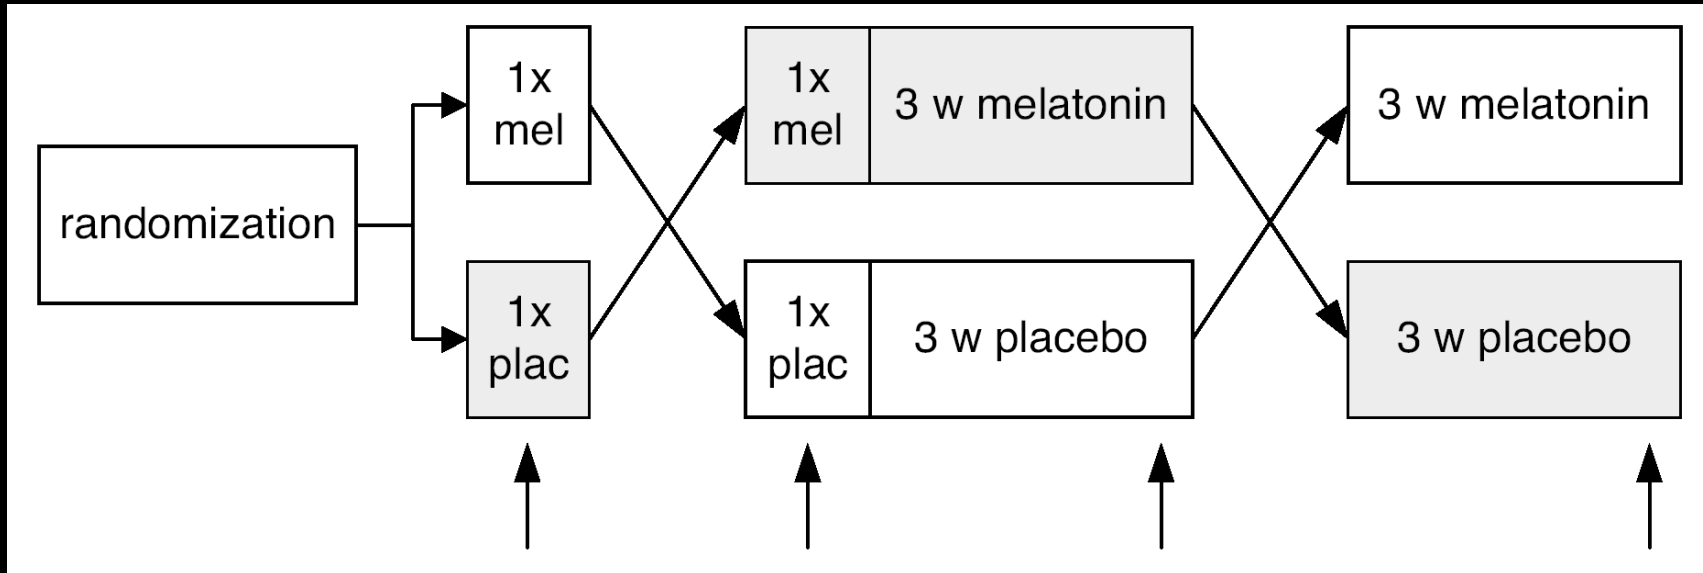 randomization
1x
mel
1x
plac
1x
mel
3 w melatonin
1x
plac
3 w placebo
3 w melatonin
3 w placebo